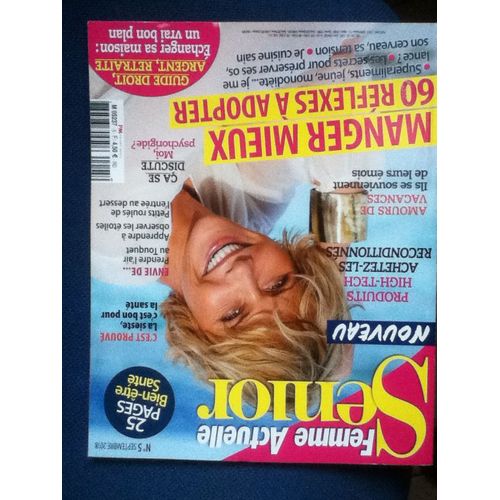 Femme Actuelle
Senior
N°5 SEPTEMBRE 2018
25
PAGES
Bien-être
Santé
NOUVEAU
PRODUITS
HIGH-TECH
ACHETEZ-LES
RECONDITIONNÉS
AMOURS DE
VACANCES
Ils se souviennent
de leurs émois
C'EST PROUVÉ
La sieste,
c'est bon pour
la santé
ENVIE DE...
Prendre l'air
au Touquet
Apprendre à
observer les étoiles
Petits roulés de
l'entrée au dessert
ÇA SE
DISCUTE
Moi,
psychorigide?
MANGER MIEUX
60 RÉFLEXES À ADOPTER
Superaliments, jeûne, monodiète... je me
lance? Les secrets pour préserver ses os,
son cerveau, sa tension Je cuisine sain
GUIDE DROIT,
ARGENT, RETRAITE
Échanger sa maison:
un vrai bon plan